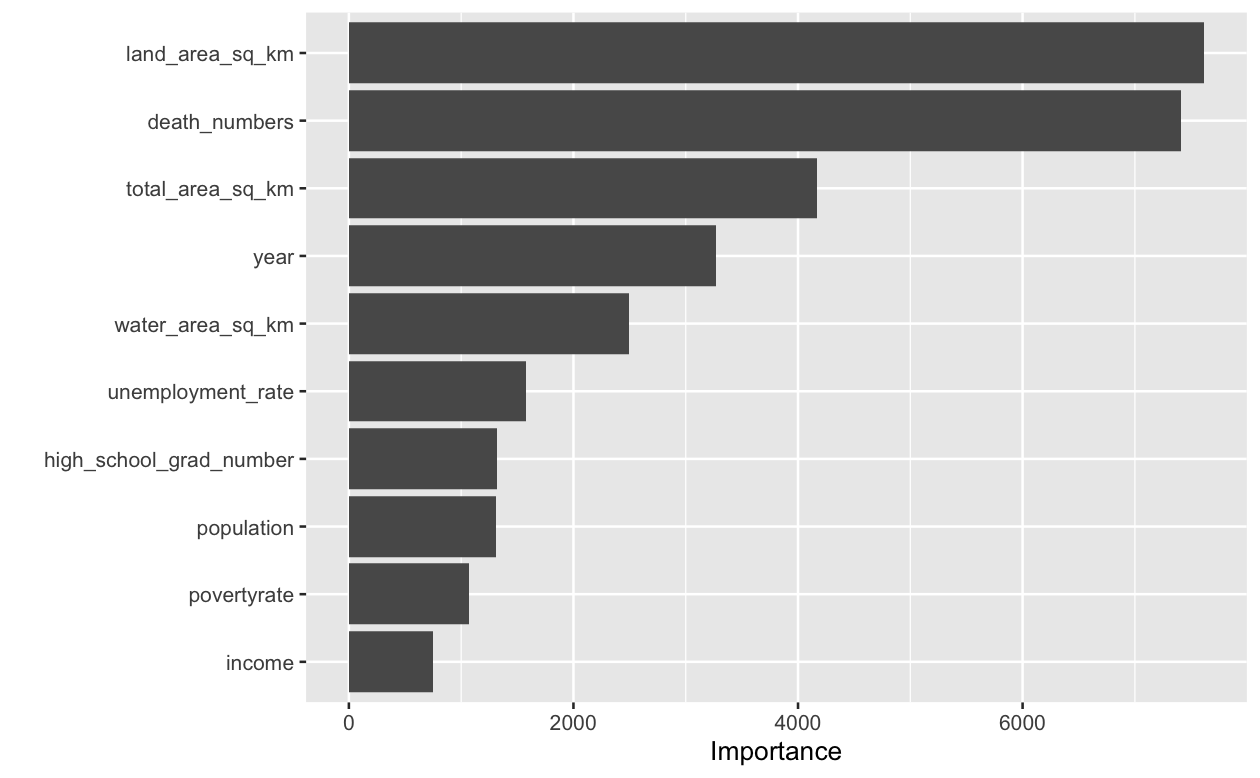 land_area_sq_km
death_numbers
total_area_sq_km
year
water_area_sq_km
unemployment_rate
high_school_grad_number
population
povertyrate
income
0 2000 4000 6000
Importance